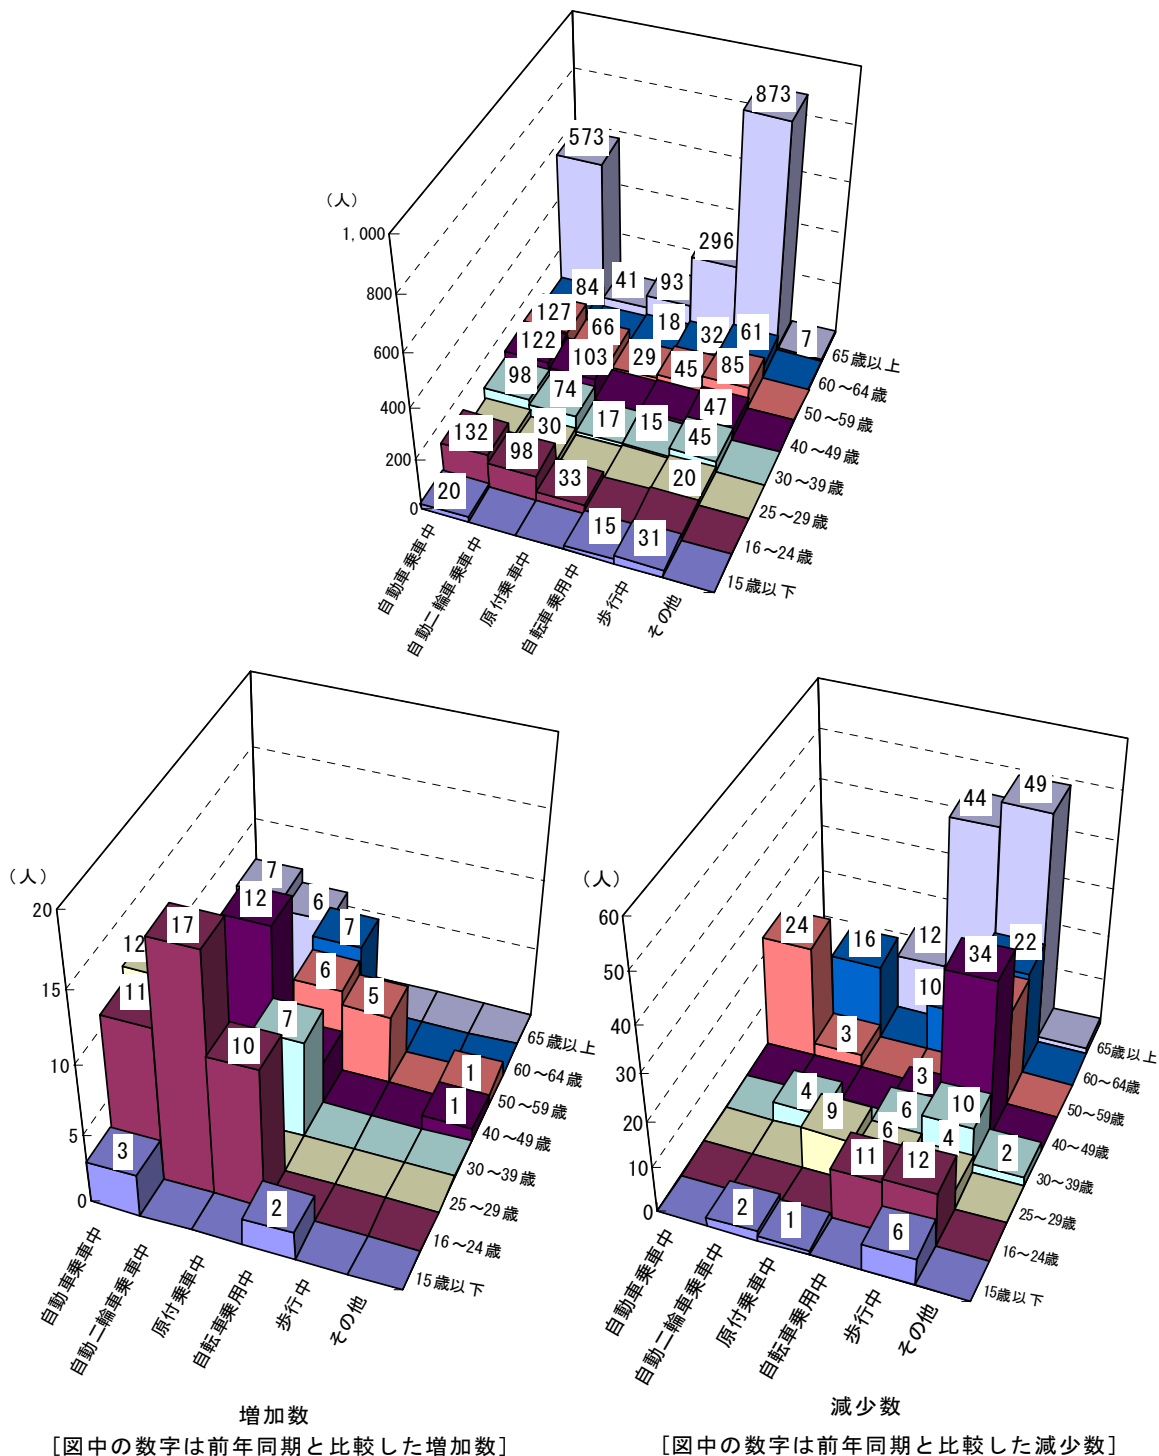 （人）
1,000
800
600
400
200
0
573
873
296
41
93
84
18
32
61
7
127
66
29
45
85
122
103
47
98
74
17
15
45
30
20
132
98
33
20
15
31
65歳以上
60～64歳
50～59歳
40～49歳
30～39歳
25～29歳
16～24歳
15歳以下
自動車乗車中
自動二輪車乗車中
原付乗車中
自転車乗用中
歩行中
その他
（人）
20
15
10
5
0
7
6
12
7
17
12
6
5
11
7
10
1
1
3
2
65歳以上
60～64歳
50～59歳
40～49歳
30～39歳
25～29歳
16～24歳
15歳以下
自動車乗車中
自動二輪車乗車中
原付乗車中
自転車乗用中
歩行中
その他
増加数
[図中の数字は前年同期と比較した増加数]
（人）
60
50
40
30
20
10
0
49
44
24
16
12
34
22
10
3
3
4
9
6
10
6
4
2
11
12
2
1
6
65歳以上
60～64歳
50～59歳
40～49歳
30～39歳
25～29歳
16～24歳
15歳以下
自動車乗車中
自動二輪車乗車中
原付乗車中
自転車乗用中
歩行中
その他
減少数
[図中の数字は前年同期と比較した減少数]